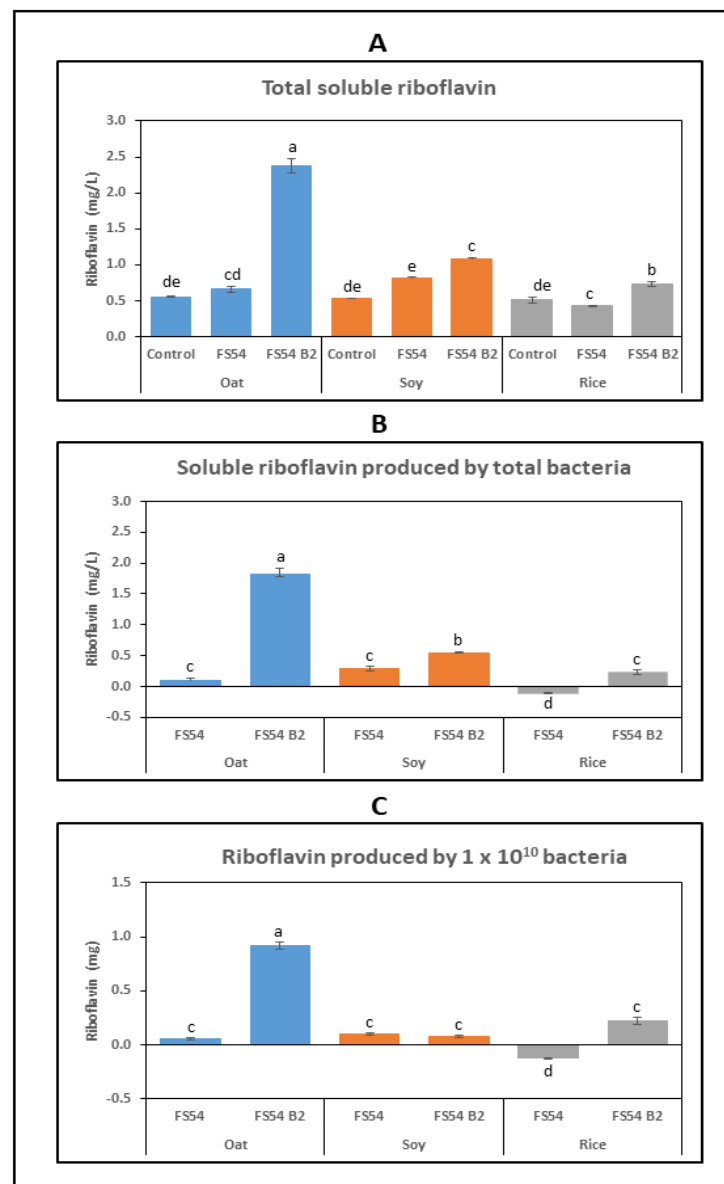 A
Total soluble riboflavin
Riboflavin (mg/L)
3.0
2.5
2.0
1.5
1.0
0.5
0.0
de cd a de e c de c b
Control FS54 FS54 B2 Control FS54 FS54 B2 Control FS54 FS54 B2
Oat Soy Rice
B
Soluble riboflavin produced by total bacteria
Riboflavin (mg/L)
3.0
2.5
2.0
1.5
1.0
0.5
0.0
-0.5
c a c b d c
FS54 FS54 B2 FS54 FS54 B2 FS54 FS54 B2
Oat Soy Rice
C
Riboflavin produced by 1 x 10¹⁰ bacteria
Riboflavin (mg)
1.5
1.0
0.5
0.0
-0.5
c a c c d c
FS54 FS54 B2 FS54 FS54 B2 FS54 FS54 B2
Oat Soy Rice